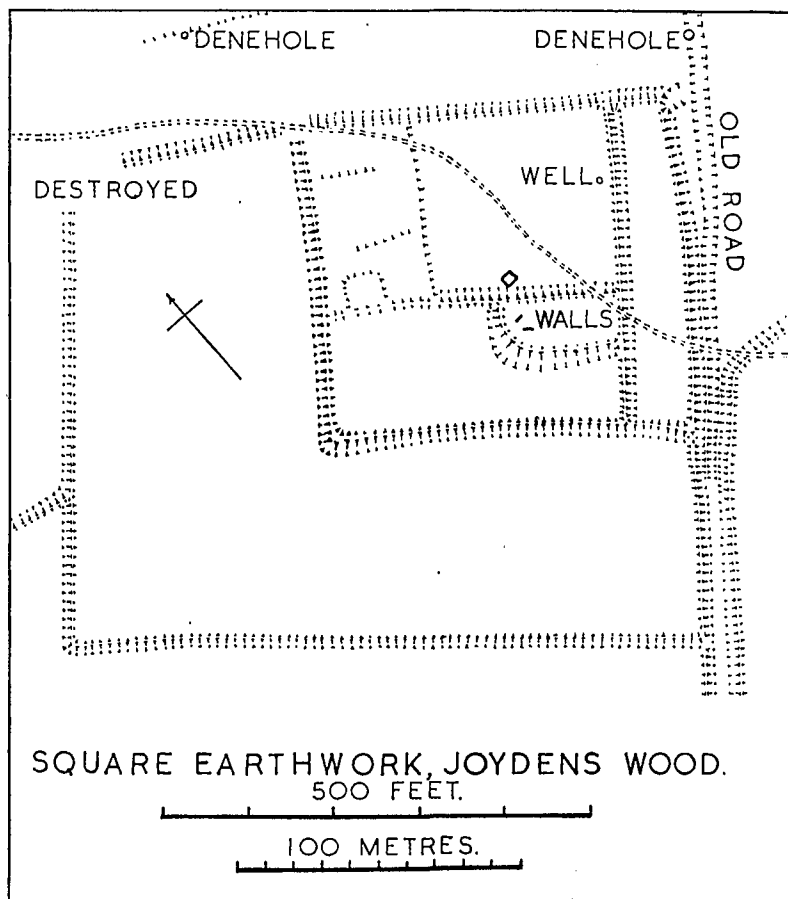 DENEHOLE
DENEHOLE
OLD ROAD
WELL
DESTROYED
WALLS
SQUARE EARTHWORK, JOYDENS WOOD.
500 FEET.
100 METRES.